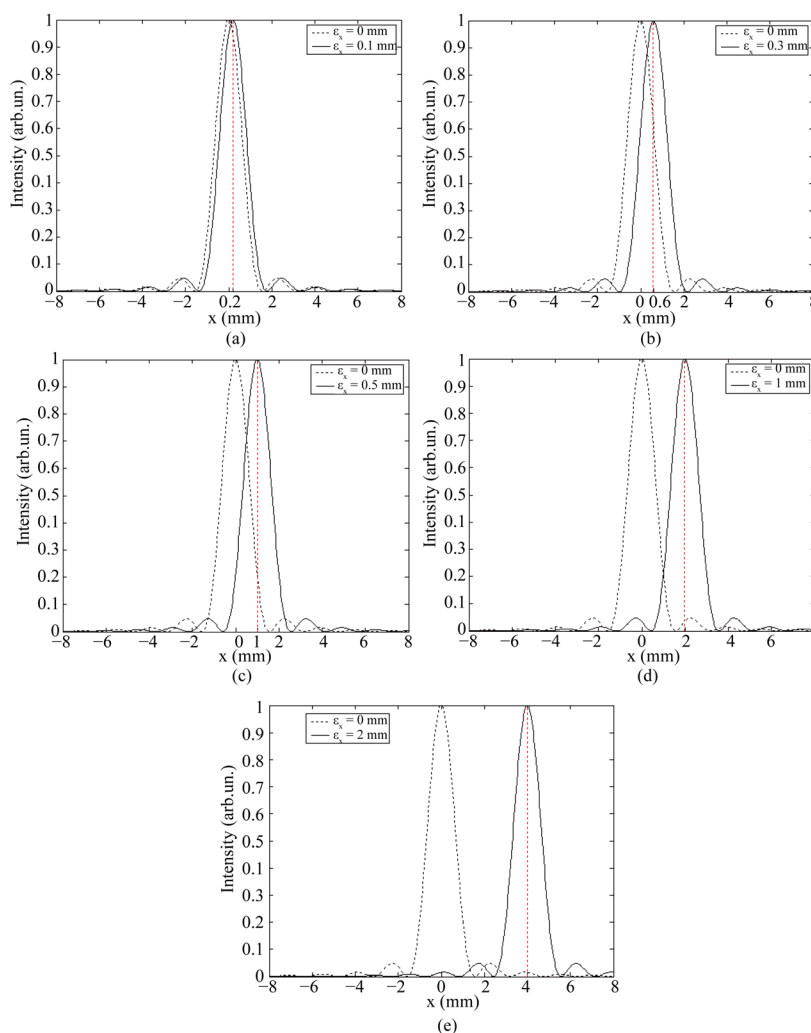 1
0.9
0.8
0.7
0.6
0.5
0.1
0.3
0.2
0.1
0
Intensity (arb.un.)
εx = 0 mm
εx = 0.1 mm
−8 −6 −4 −2 0.2 2 4 6 8
x (mm)
(a)
1
0.9
0.8
0.7
0.6
0.5
0.1
0.3
0.2
0.1
0
Intensity (arb.un.)
εx = 0 mm
εx = 0.3 mm
−8 −6 −4 −2 0 0.6 2 4 6 8
x (mm)
(b)
1
0.9
0.8
0.7
0.6
0.5
0.1
0.3
0.2
0.1
0
Intensity (arb.un.)
εx = 0 mm
εx = 0.5 mm
−8 −6 −4 −2 0 1 2 4 6 8
x (mm)
(c)
1
0.9
0.8
0.7
0.6
0.5
0.1
0.3
0.2
0.1
0
Intensity (arb.un.)
εx = 0 mm
εx = 1 mm
−8 −6 −4 −2 0 2 4 6 8
x (mm)
(d)
1
0.9
0.8
0.7
0.6
0.5
0.1
0.3
0.2
0.1
0
Intensity (arb.un.)
εx = 0 mm
εx = 2 mm
−8 −6 −4 −2 0 2 4 6 8
x (mm)
(e)